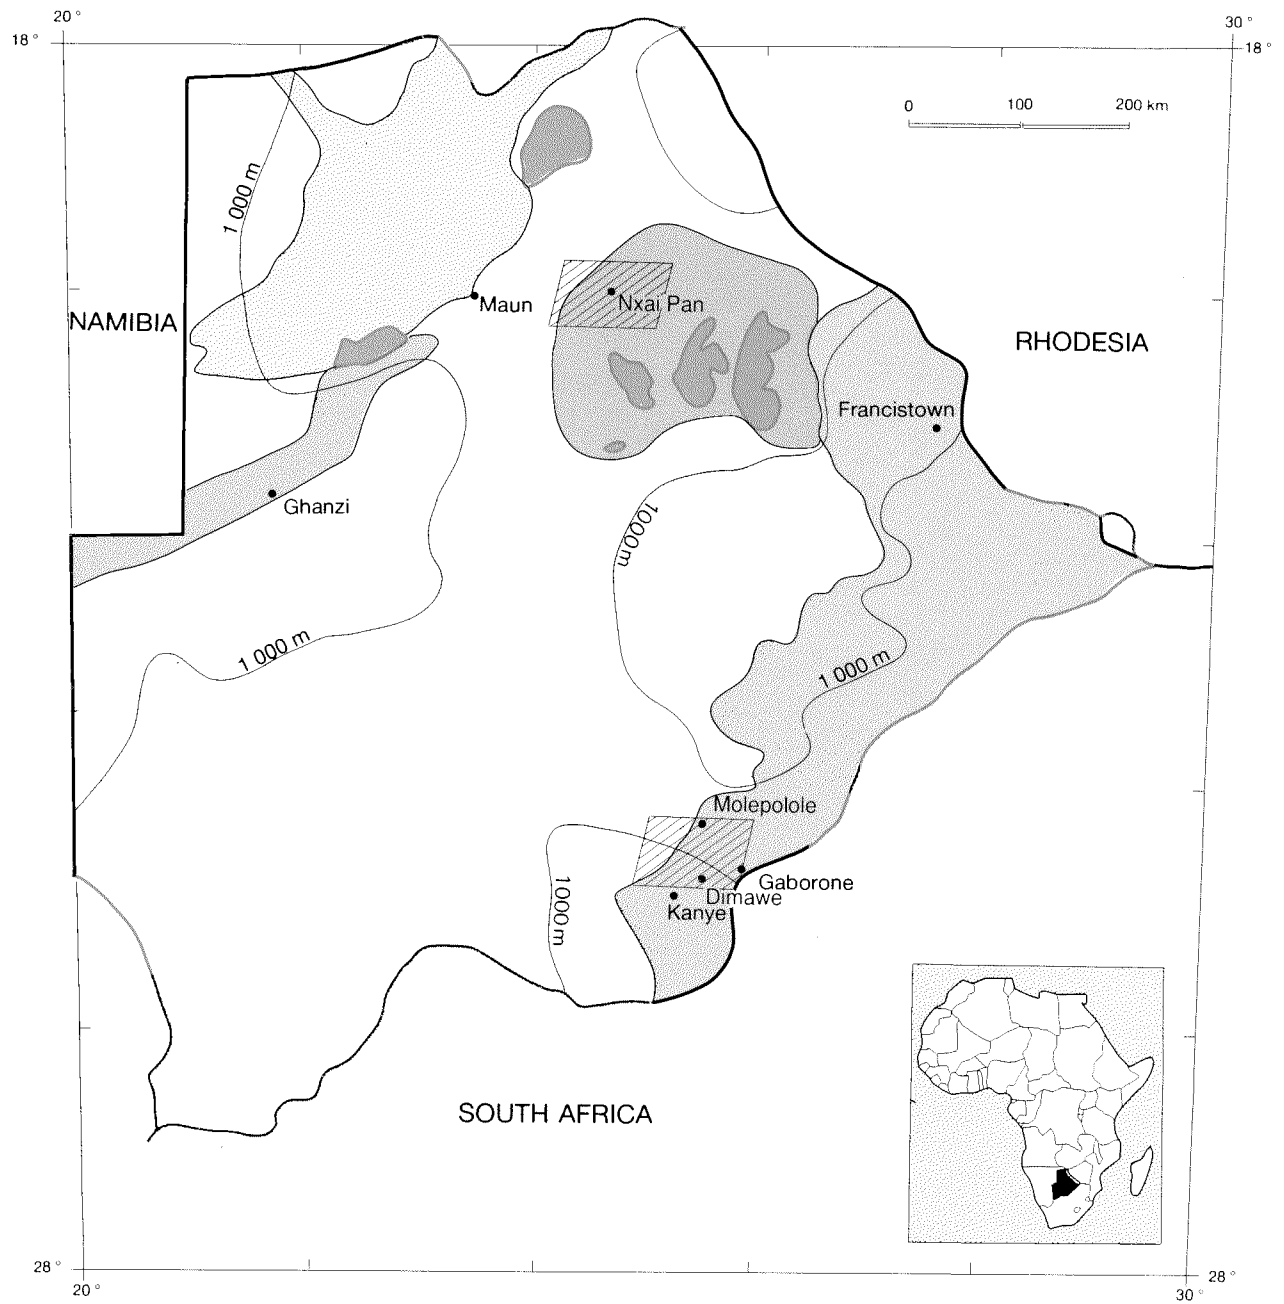 20°
30°
18°
18°
0 100 200 km
1 000 m
Maun
Nxai Pan
NAMIBIA
RHODESIA
Francistown
Ghanzi
1000m
1 000 m
1 000 m
Molepolole
Gaborone
Dimawe
Kanye
1000m
SOUTH AFRICA
28°
28°
20°
30°